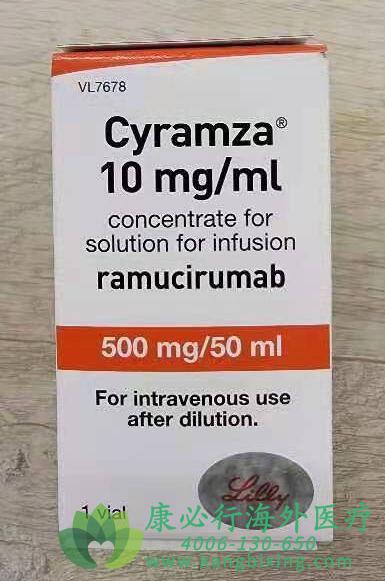 VL7678
Cyramza®
10 mg/ml
concentrate for
solution for infusion
ramucirumab
500 mg/50 ml
For intravenous use
after dilution.
Lilly
1 vial
康必行海外医疗
4006-130-650
www.kangbixing.com